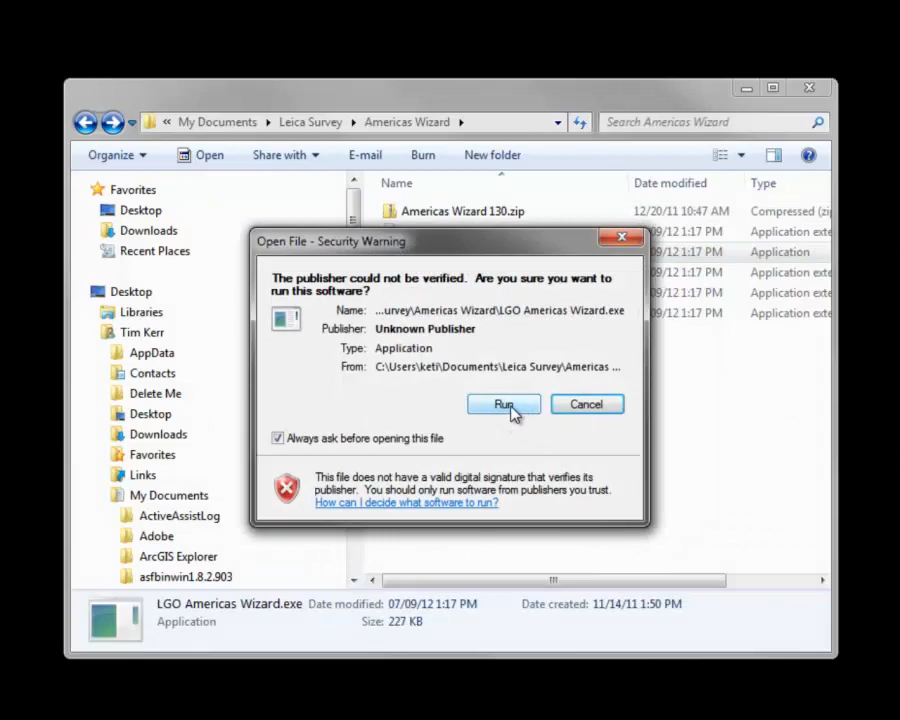 « My Documents Leica Survey Americas Wizard
Search Americas Wizard
Organize Open Share with E-mail Burn New folder
Favorites
Desktop
Downloads
Recent Places
Desktop
Libraries
Tim Kerr
AppData
Contacts
Delete Me
Desktop
Downloads
Favorites
Links
My Documents
ActiveAssistLog
Adobe
ArcGIS Explorer
asfbinwin1.8.2.903
Name Date modified Type
Americas Wizard 130.zip 12/20/11 10:47 AM Compressed (zip
9/12 1:17 PM Application exte
9/12 1:17 PM Application
9/12 1:17 PM Application exte
9/12 1:17 PM Application exte
9/12 1:17 PM Application exte
Open File - Security Warning
The publisher could not be verified. Are you sure you want to
run this software?
Name: ...urvey\Americas Wizard\LGO Americas Wizard.exe
Publisher: Unknown Publisher
Type: Application
From: C:\Users\keti\Documents\Leica Survey\Americas ...
Run Cancel
Always ask before opening this file
This file does not have a valid digital signature that verifies its
publisher. You should only run software from publishers you trust.
How can I decide what software to run?
LGO Americas Wizard.exe Date modified: 07/09/12 1:17 PM Date created: 11/14/11 1:50 PM
Application Size: 227 KB